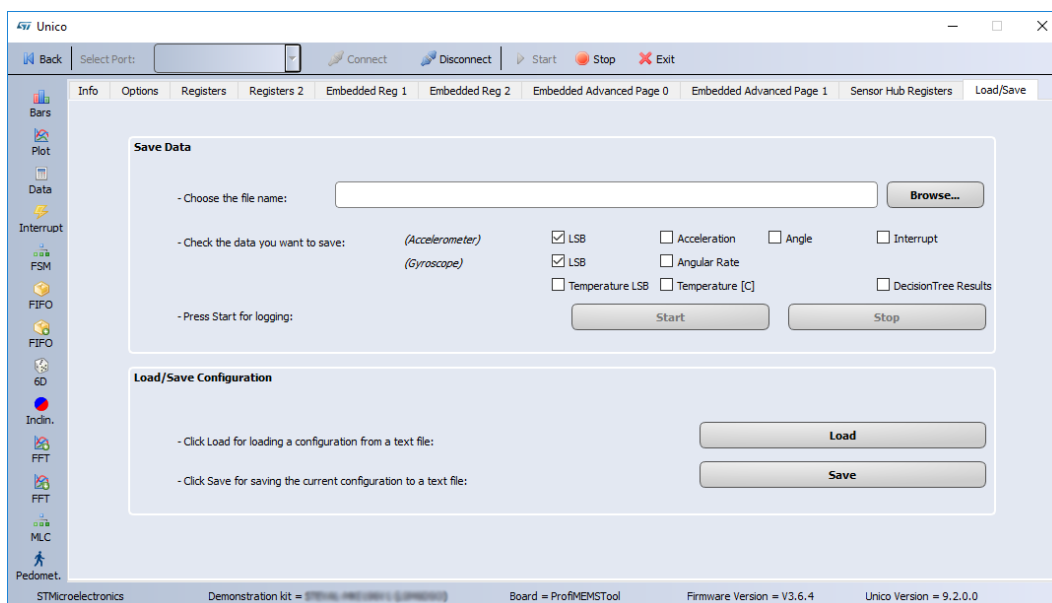 Unico
Back Select Port: Connect Disconnect Start Stop Exit
Info Options Registers Registers 2 Embedded Reg 1 Embedded Reg 2 Embedded Advanced Page 0 Embedded Advanced Page 1 Sensor Hub Registers Load/Save
Bars
Plot
Data
Interrupt
FSM
FIFO
FIFO
6D
Inclin.
FFT
FFT
MLC
Pedomet.
Save Data
- Choose the file name: Browse...
- Check the data you want to save: (Accelerometer) LSB Acceleration Angle Interrupt
(Gyroscope) LSB Angular Rate
Temperature LSB Temperature [C] DecisionTree Results
- Press Start for logging: Start Stop
Load/Save Configuration
- Click Load for loading a configuration from a text file: Load
- Click Save for saving the current configuration to a text file: Save
STMicroelectronics Demonstration kit = Board = ProfiMEMSTool Firmware Version = V3.6.4 Unico Version = 9.2.0.0